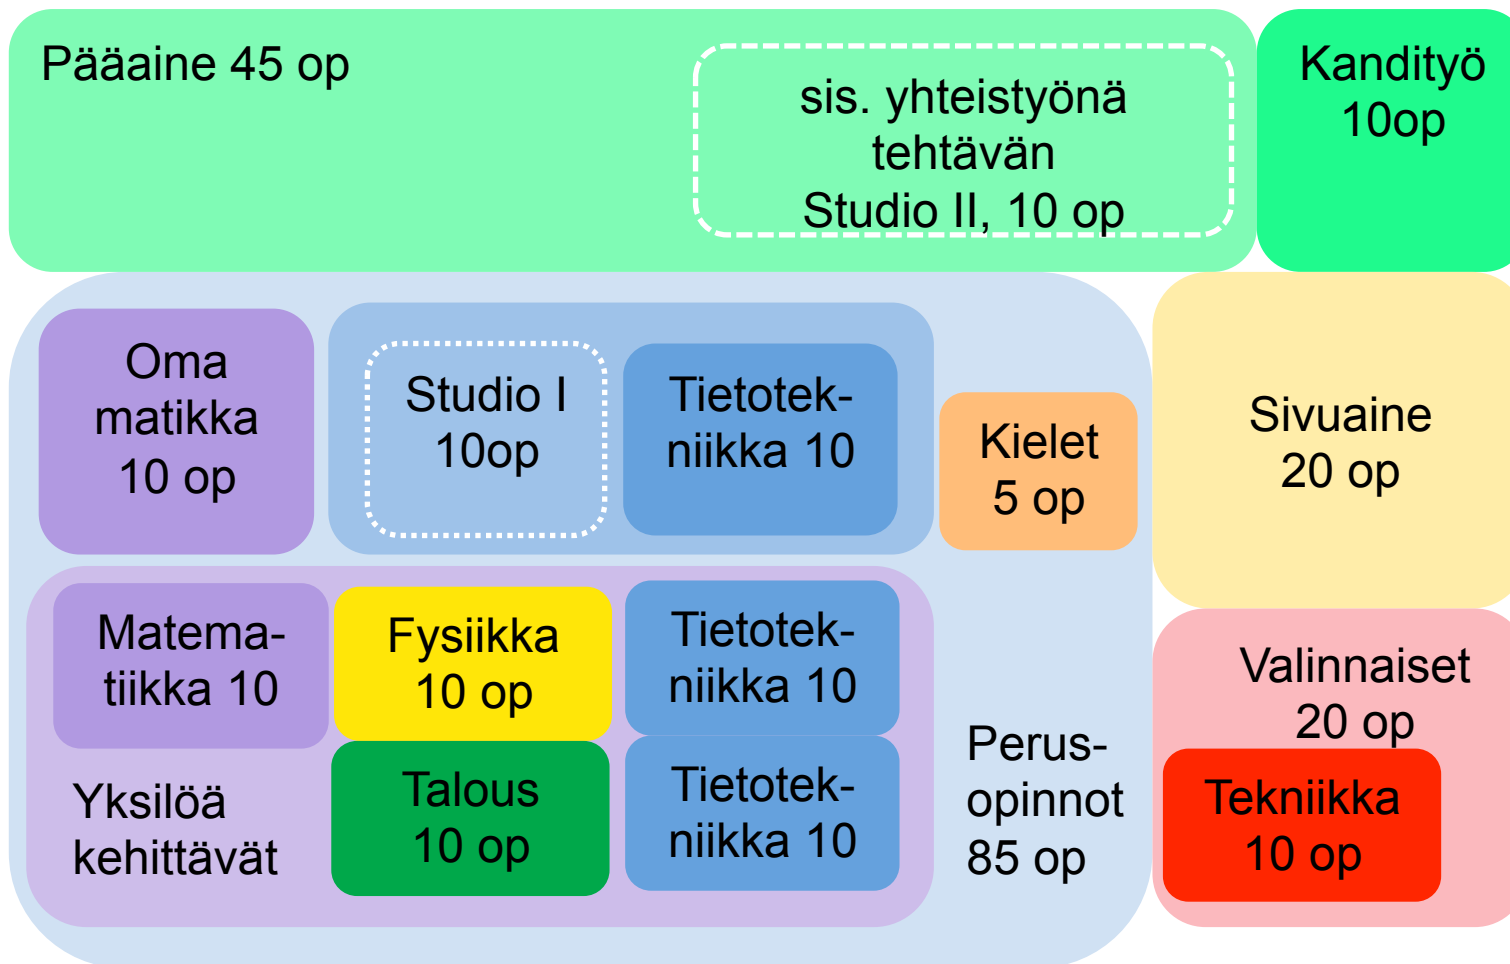 Pääaine 45 op
sis. yhteistyönä
tehtävän
Studio II, 10 op
Kandityö
10op
Oma
matikka
10 op
Studio I
10op
Tietotek-
niikka 10
Kielet
5 op
Sivuaine
20 op
Matema-
tiikka 10
Fysiikka
10 op
Tietotek-
niikka 10
Yksilöä
kehittävät
Talous
10 op
Tietotek-
niikka 10
Perus-
opinnot
85 op
Valinnaiset
20 op
Tekniikka
10 op